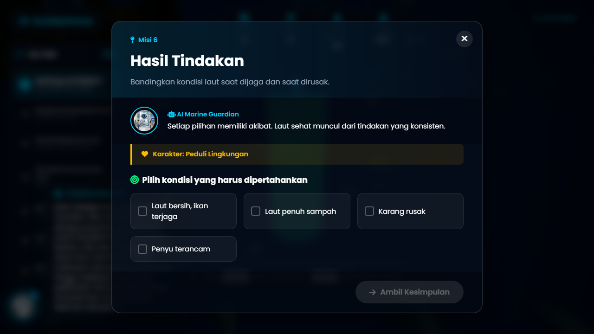 Misi 6
Hasil Tindakan
Bandingkan kondisi laut saat dijaga dan saat dirusak.
AI Marine Guardian
Setiap pilihan memiliki akibat. Laut sehat muncul dari tindakan yang konsisten.
Karakter: Peduli Lingkungan
Pilih kondisi yang harus dipertahankan
Laut bersih, ikan
terjaga
Laut penuh sampah
Karang rusak
Penyu terancam
Ambil Kesimpulan